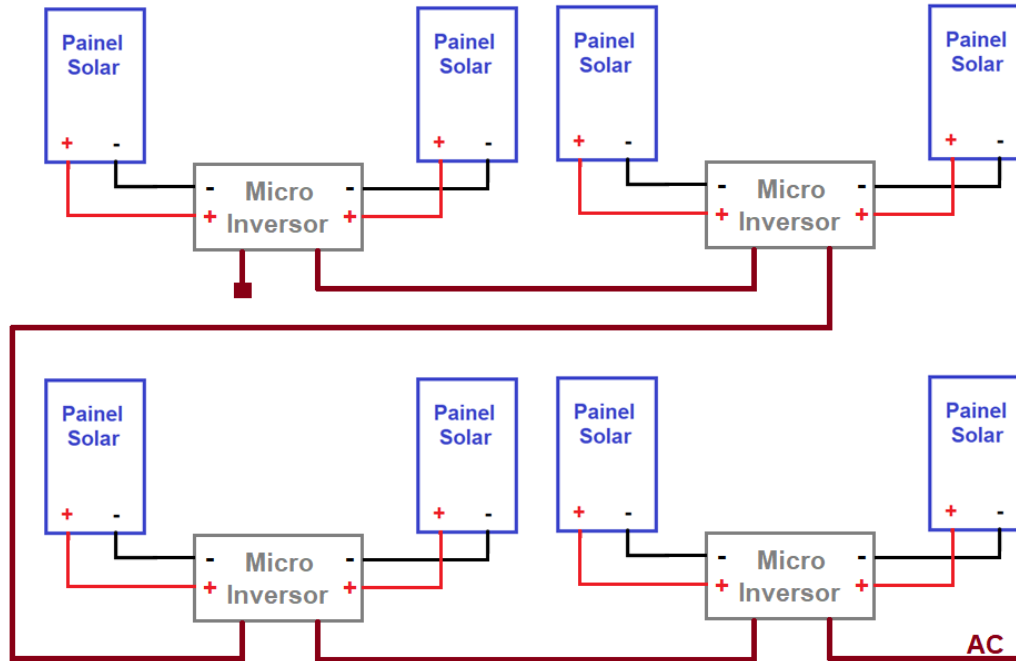 Painel
Solar
+ -
Painel
Solar
+ -
Painel
Solar
+ -
Painel
Solar
+ -
- Micro -
+ Inversor +
- Micro -
+ Inversor +
Painel
Solar
+ -
Painel
Solar
+ -
Painel
Solar
+ -
Painel
Solar
+ -
- Micro -
+ Inversor +
- Micro -
+ Inversor +
AC